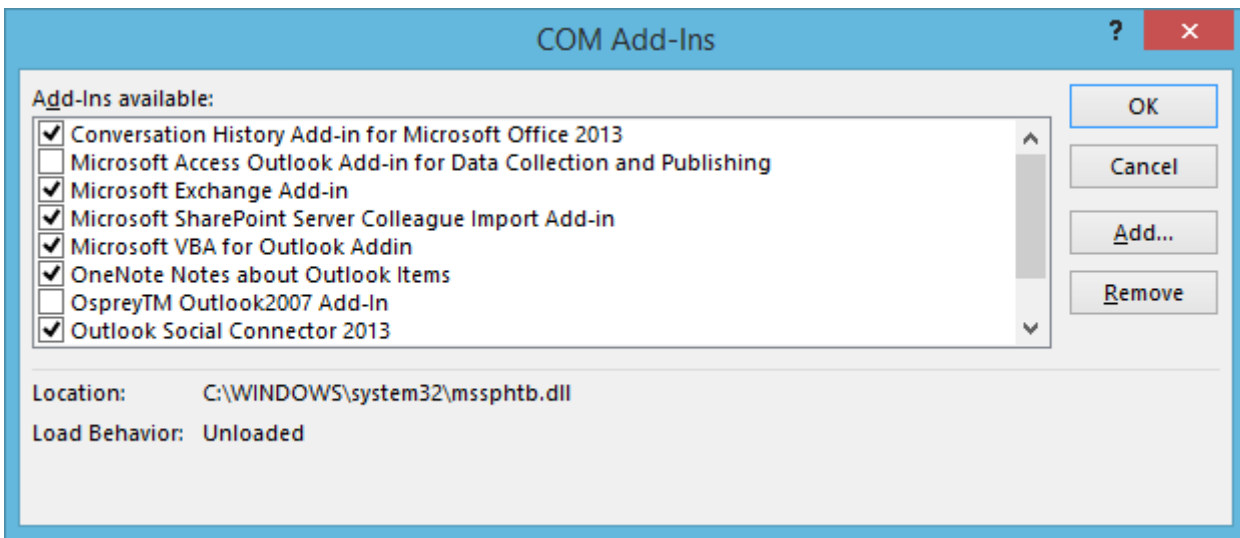 COM Add-Ins
?
Add-Ins available:
Conversation History Add-in for Microsoft Office 2013
Microsoft Access Outlook Add-in for Data Collection and Publishing
Microsoft Exchange Add-in
Microsoft SharePoint Server Colleague Import Add-in
Microsoft VBA for Outlook Addin
OneNote Notes about Outlook Items
OspreyTM Outlook2007 Add-In
Outlook Social Connector 2013
OK
Cancel
Add...
Remove
Location: C:\WINDOWS\system32\mssphtb.dll
Load Behavior: Unloaded